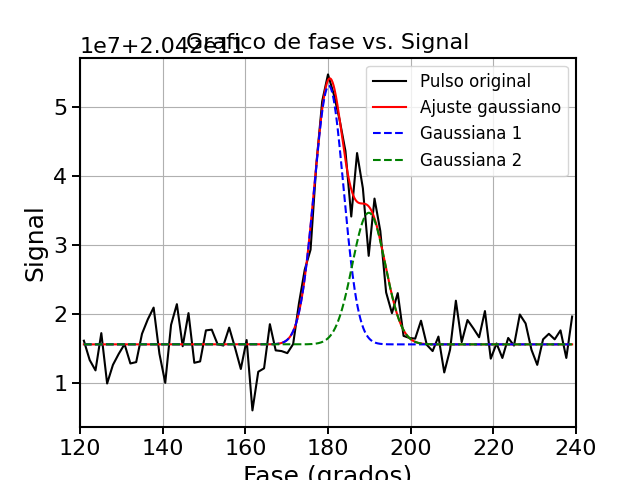 1e7+2.042e11
Grafico de fase vs. Signal
Pulso original
Ajuste gaussiano
Gaussiana 1
Gaussiana 2
5
4
3
2
1
Signal
120 140 160 180 200 220 240
Fase (grados)